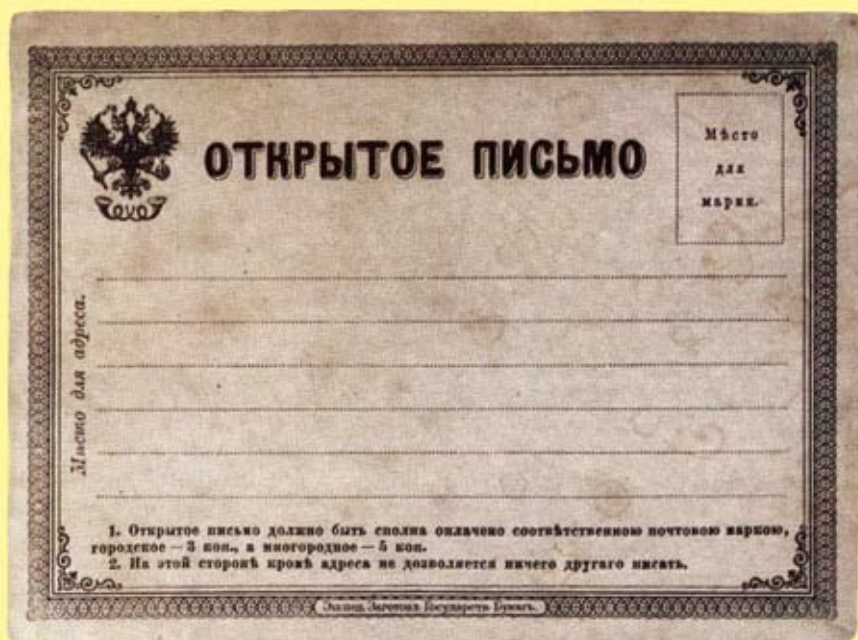 ОТКРЫТОЕ ПИСЬМО
Мѣсто
для
марки.
Мѣсто для адреса.
1. Открытое письмо должно быть сполна оплачено соотвѣтственною почтовою маркою,
городское — 3 коп., а иногородное — 5 коп.
2. На этой сторонѣ кромѣ адреса не дозволяется ничего другаго писать.
Экспед. Заготовл. Государств. Бумагъ.